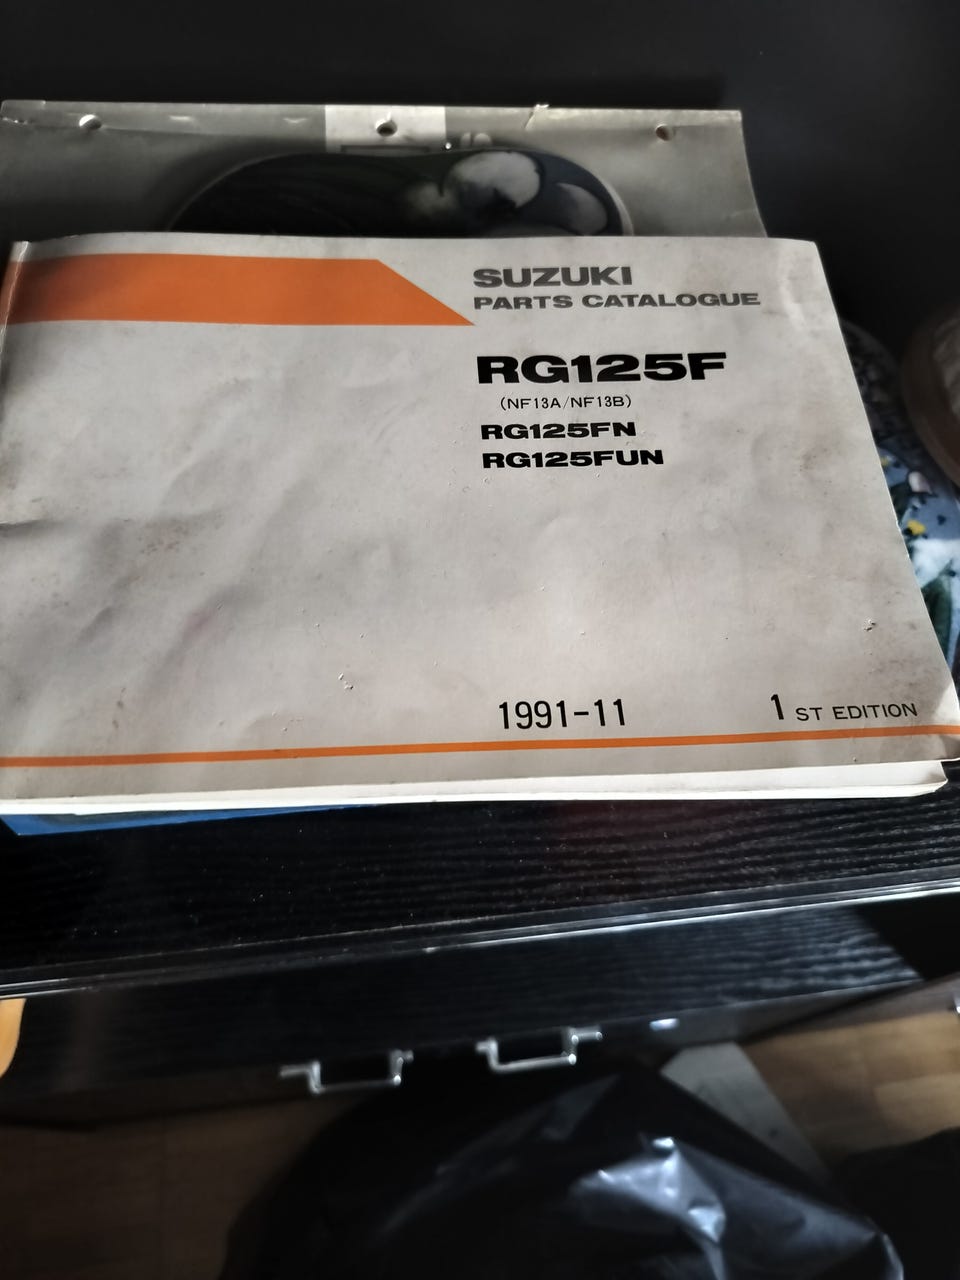 SUZUKI
PARTS CATALOGUE
RG125F
(NF13A/NF13B)
RG125FN
RG125FUN
1991-11
1 ST EDITION